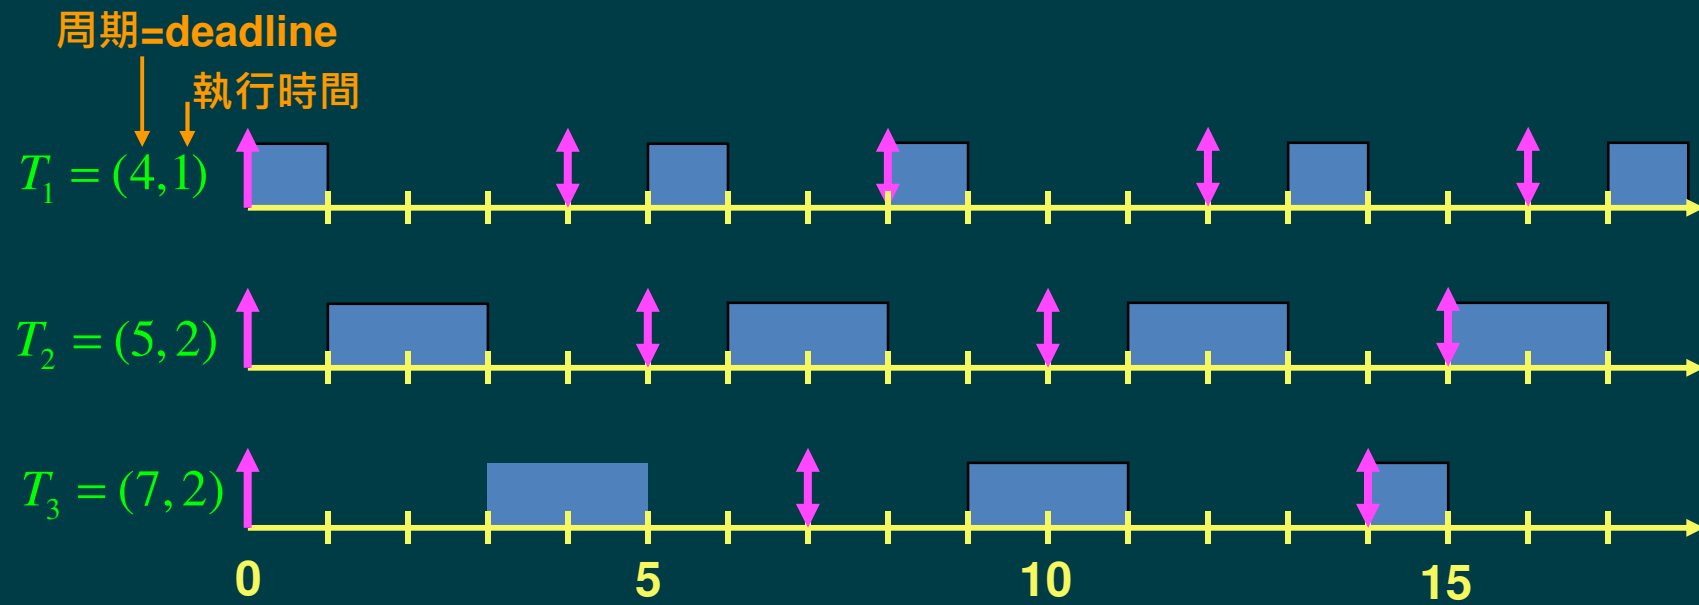 周期=deadline
執行時間
T₁ = (4,1)
T₂ = (5,2)
T₃ = (7,2)
0 5 10 15